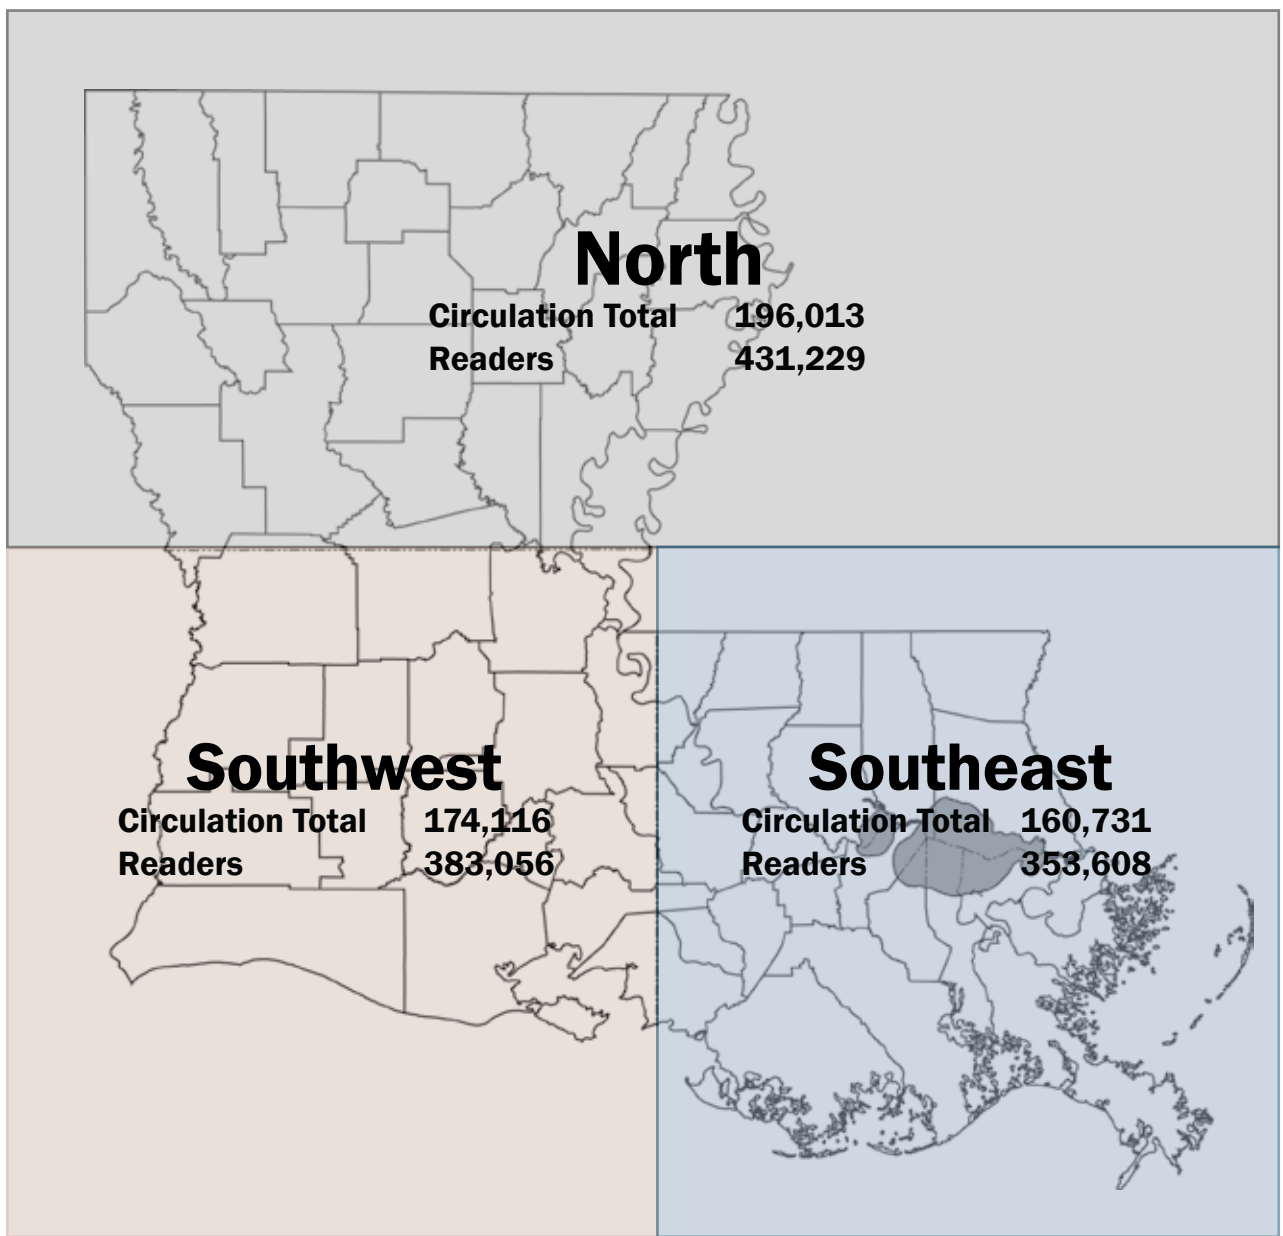 North
Circulation Total 196,013
Readers 431,229
Southwest
Circulation Total 174,116
Readers 383,056
Southeast
Circulation Total 160,731
Readers 353,608